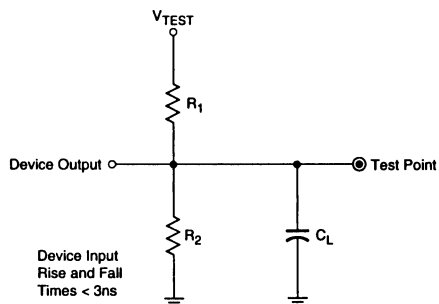 VTEST
R1
Device Output
Test Point
R2
CL
Device Input
Rise and Fall
Times < 3ns